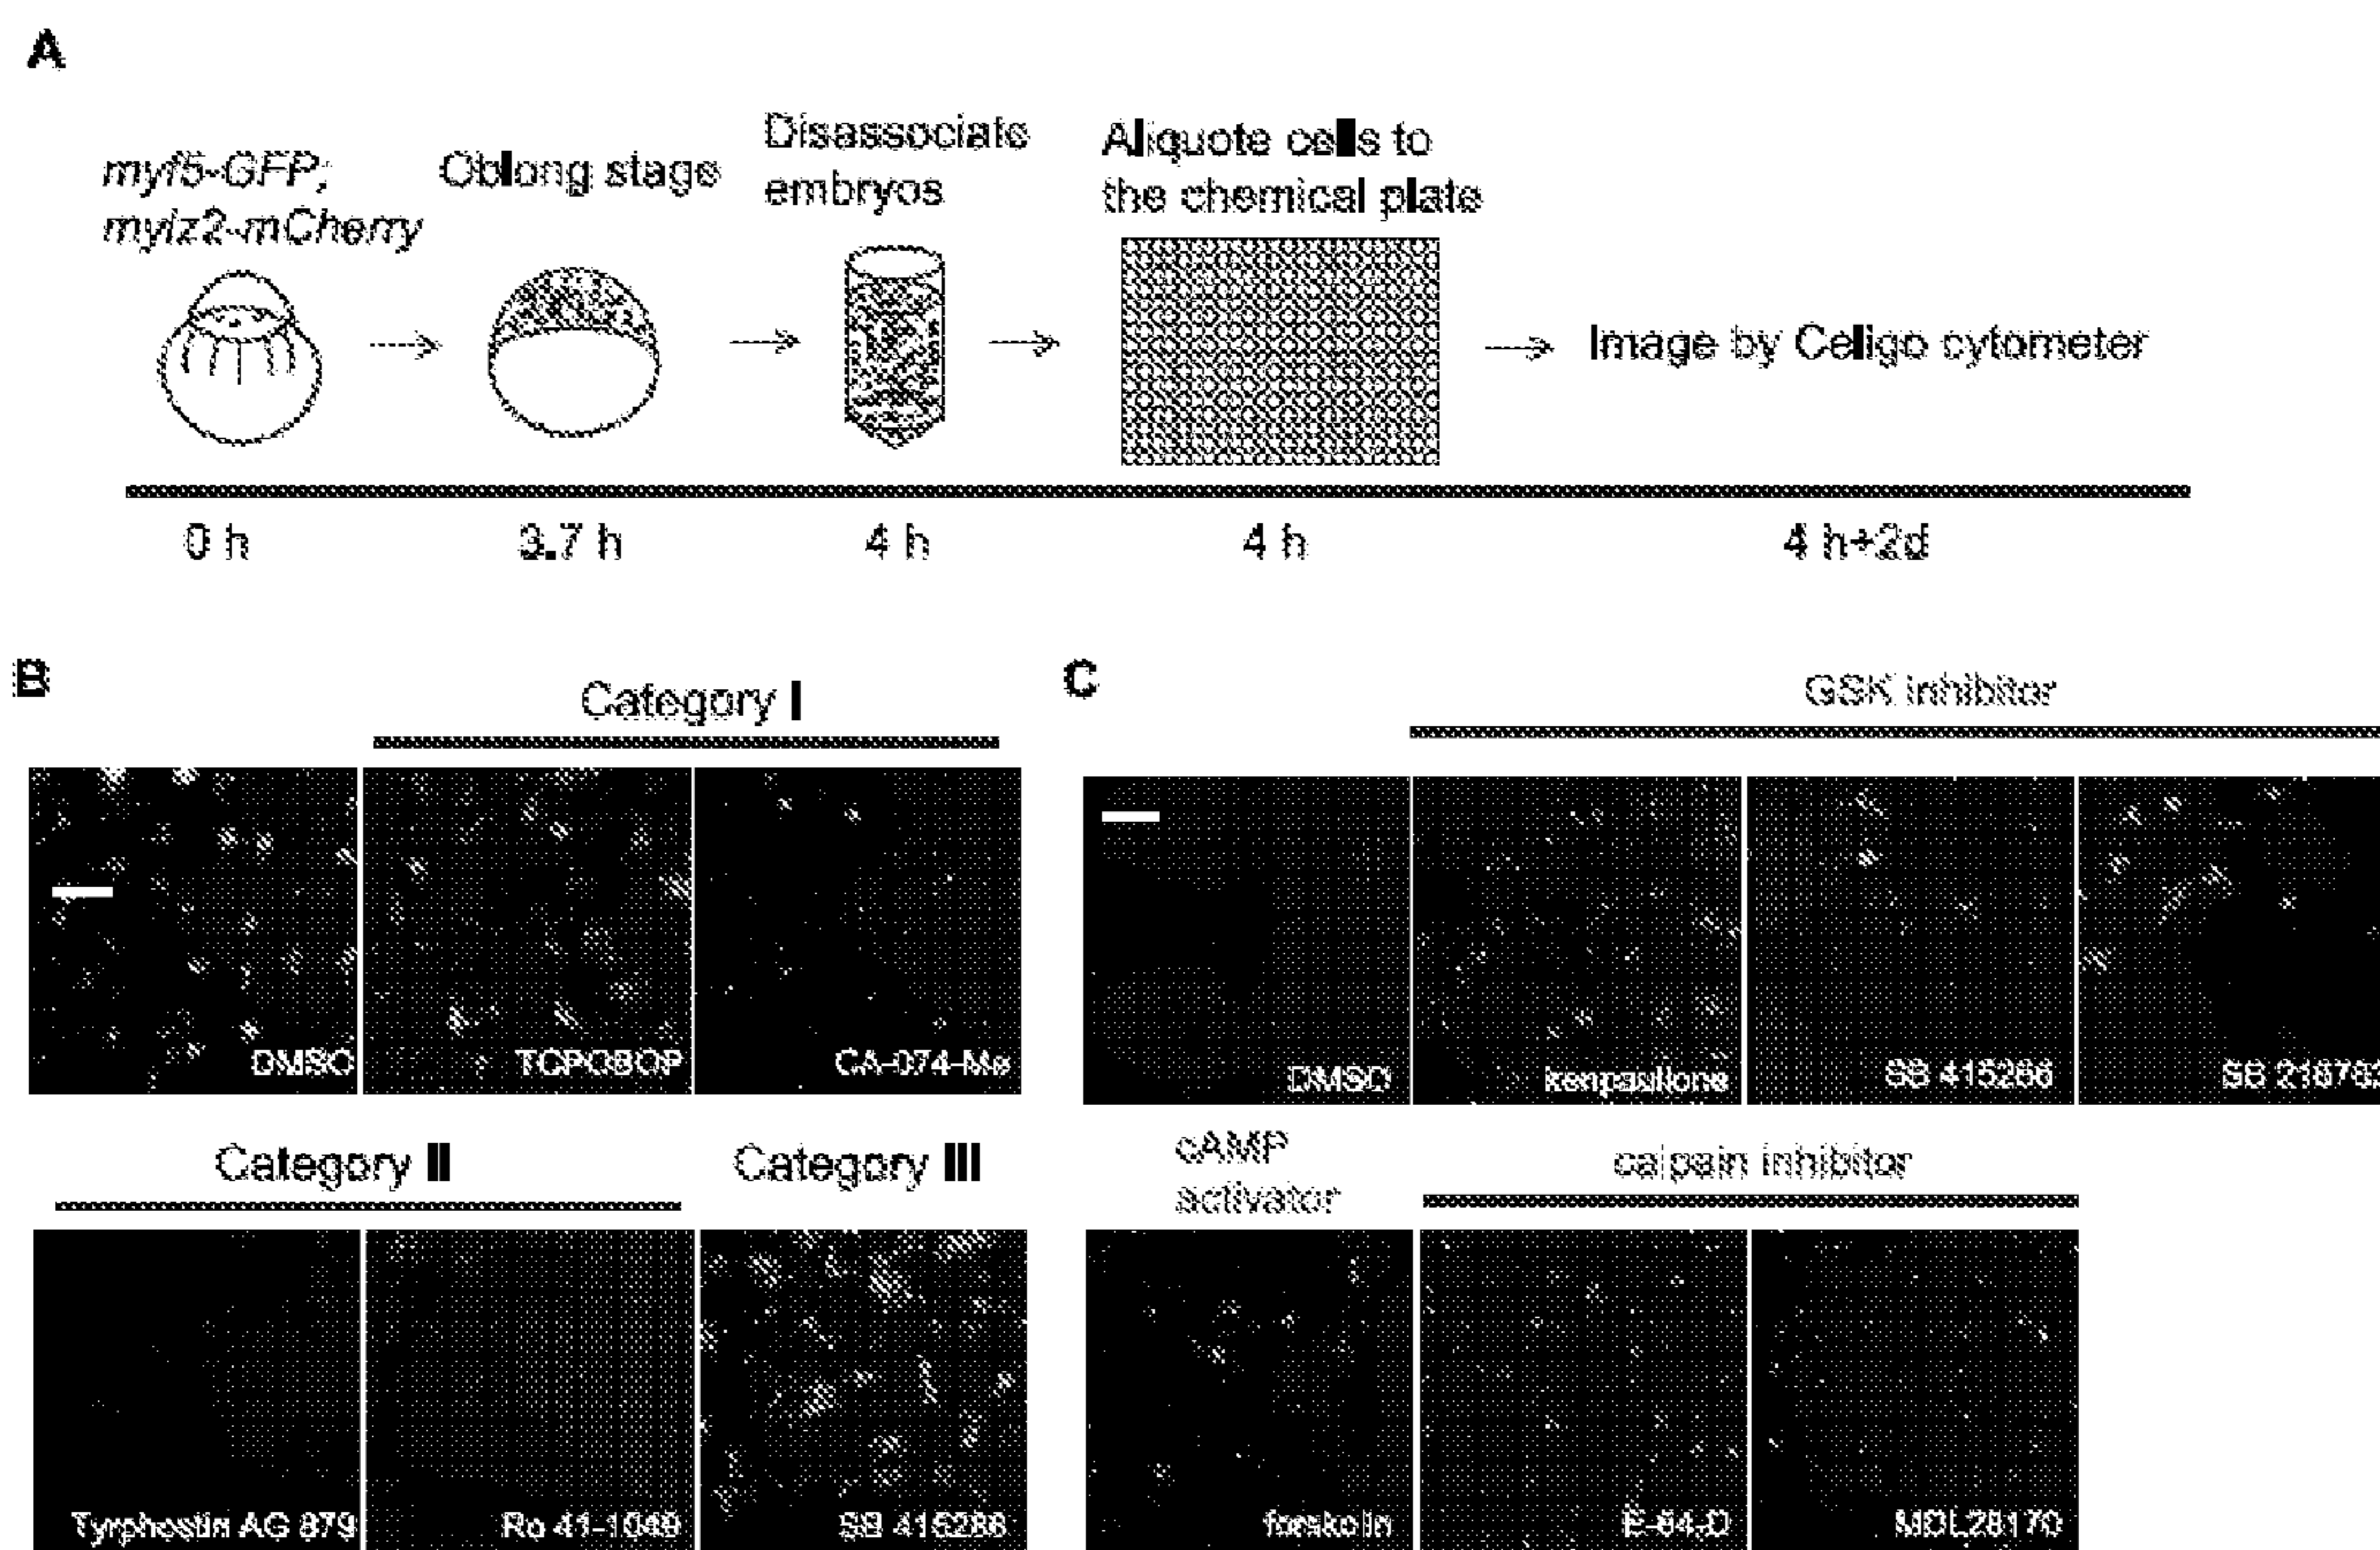 A
myf5-GFP;
mylz2-mCherry
Oblong stage
Disassociate
embryos
Aliquote cells to
the chemical plate
Image by Celigo cytometer
0 h
3.7 h
4 h
4 h
4 h+2d
B
Category I
DMSO
TCPOBOP
CA-074-Me
Category II
Category III
Tyrphostin AG 879
Ro 41-1049
SB 415286
C
GSK inhibitor
DMSO
kenpaullone
SB 415286
SB 216763
cAMP
activator
calpain inhibitor
forskolin
E-64-D
MDL28170